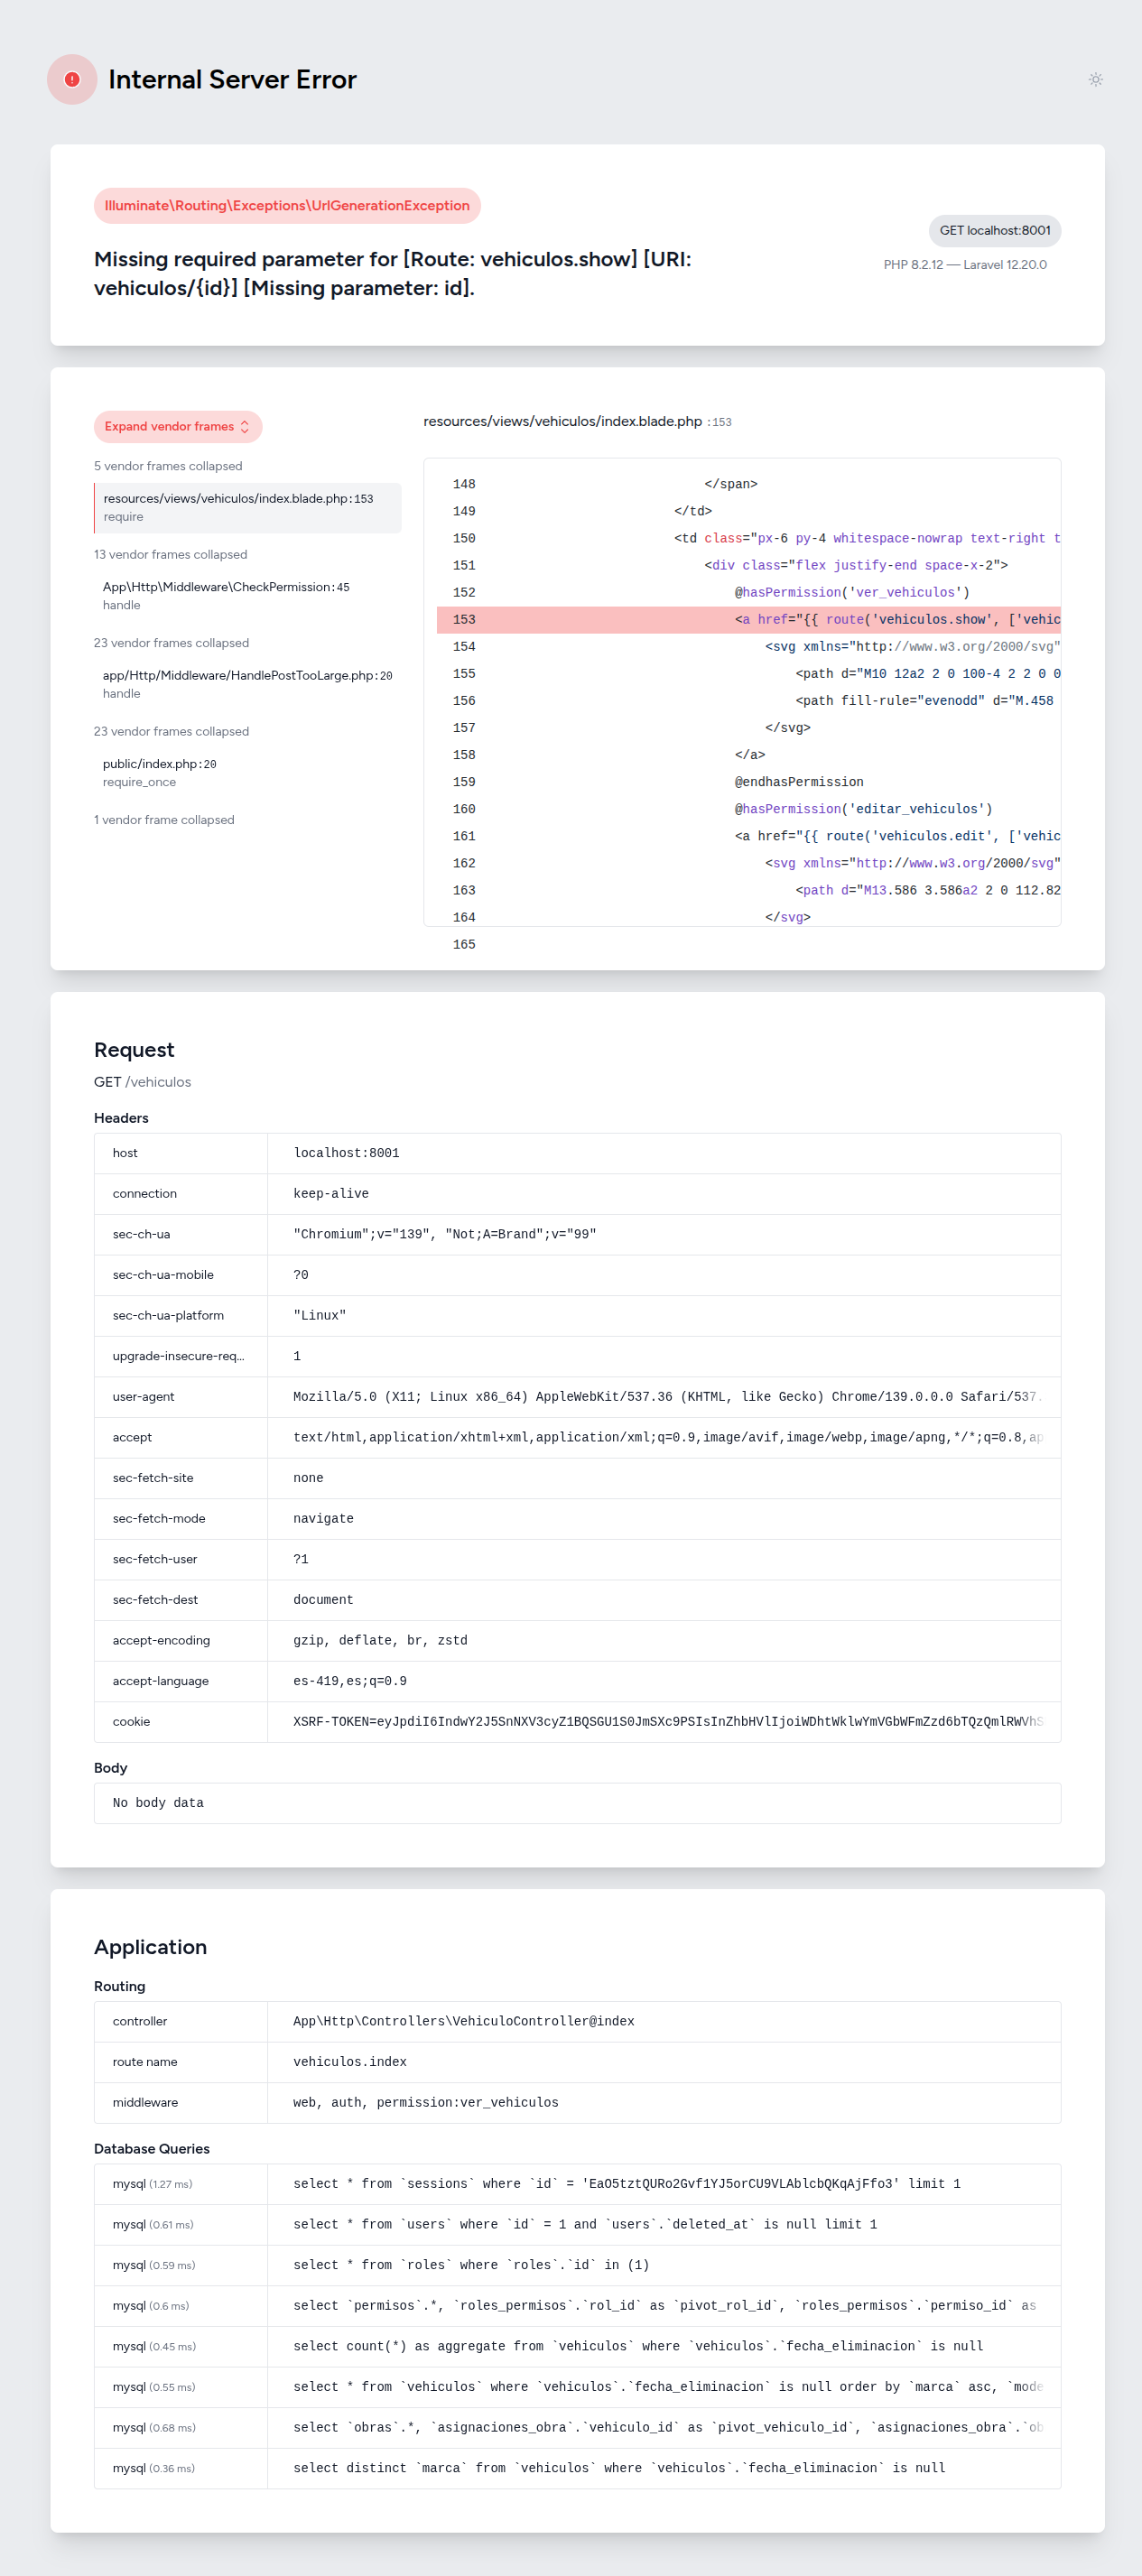 Internal Server Error
Illuminate\Routing\Exceptions\UrlGenerationException
Missing required parameter for [Route: vehiculos.show] [URI:
vehiculos/{id}] [Missing parameter: id].
GET localhost:8001
PHP 8.2.12 — Laravel 12.20.0
Expand vendor frames
5 vendor frames collapsed
resources/views/vehiculos/index.blade.php:153
require
13 vendor frames collapsed
App\Http\Middleware\CheckPermission:45
handle
23 vendor frames collapsed
app/Http/Middleware/HandlePostTooLarge.php:20
handle
23 vendor frames collapsed
public/index.php:20
require_once
1 vendor frame collapsed
resources/views/vehiculos/index.blade.php :153
148 </span>
149 </td>
150 <td class="px-6 py-4 whitespace-nowrap text-right t
151 <div class="flex justify-end space-x-2">
152 @hasPermission('ver_vehiculos')
153 <a href="{{ route('vehiculos.show', ['vehic
154 <svg xmlns="http://www.w3.org/2000/svg"
155 <path d="M10 12a2 2 0 100-4 2 2 0 0
156 <path fill-rule="evenodd" d="M.458
157 </svg>
158 </a>
159 @endhasPermission
160 @hasPermission('editar_vehiculos')
161 <a href="{{ route('vehiculos.edit', ['vehic
162 <svg xmlns="http://www.w3.org/2000/svg"
163 <path d="M13.586 3.586a2 2 0 112.82
164 </svg>
165
Request
GET /vehiculos
Headers
host localhost:8001
connection keep-alive
sec-ch-ua "Chromium";v="139", "Not;A=Brand";v="99"
sec-ch-ua-mobile ?0
sec-ch-ua-platform "Linux"
upgrade-insecure-req... 1
user-agent Mozilla/5.0 (X11; Linux x86_64) AppleWebKit/537.36 (KHTML, like Gecko) Chrome/139.0.0.0 Safari/537.
accept text/html,application/xhtml+xml,application/xml;q=0.9,image/avif,image/webp,image/apng,*/*;q=0.8,ap
sec-fetch-site none
sec-fetch-mode navigate
sec-fetch-user ?1
sec-fetch-dest document
accept-encoding gzip, deflate, br, zstd
accept-language es-419,es;q=0.9
cookie XSRF-TOKEN=eyJpdiI6IndwY2J5SnNXV3cyZ1BQSGU1S0JmSXc9PSIsInZhbHVlIjoiWDhtWklwYmVGbWFmZzd6bTQzQmlRWVhS
Body
No body data
Application
Routing
controller App\Http\Controllers\VehiculoController@index
route name vehiculos.index
middleware web, auth, permission:ver_vehiculos
Database Queries
mysql (1.27 ms) select * from `sessions` where `id` = 'EaO5tztQURo2Gvf1YJ5orCU9VLAblcbQKqAjFfo3' limit 1
mysql (0.61 ms) select * from `users` where `id` = 1 and `users`.`deleted_at` is null limit 1
mysql (0.59 ms) select * from `roles` where `roles`.`id` in (1)
mysql (0.6 ms) select `permisos`.*, `roles_permisos`.`rol_id` as `pivot_rol_id`, `roles_permisos`.`permiso_id` as
mysql (0.45 ms) select count(*) as aggregate from `vehiculos` where `vehiculos`.`fecha_eliminacion` is null
mysql (0.55 ms) select * from `vehiculos` where `vehiculos`.`fecha_eliminacion` is null order by `marca` asc, `mode
mysql (0.68 ms) select `obras`.*, `asignaciones_obra`.`vehiculo_id` as `pivot_vehiculo_id`, `asignaciones_obra`.`ob
mysql (0.36 ms) select distinct `marca` from `vehiculos` where `vehiculos`.`fecha_eliminacion` is null